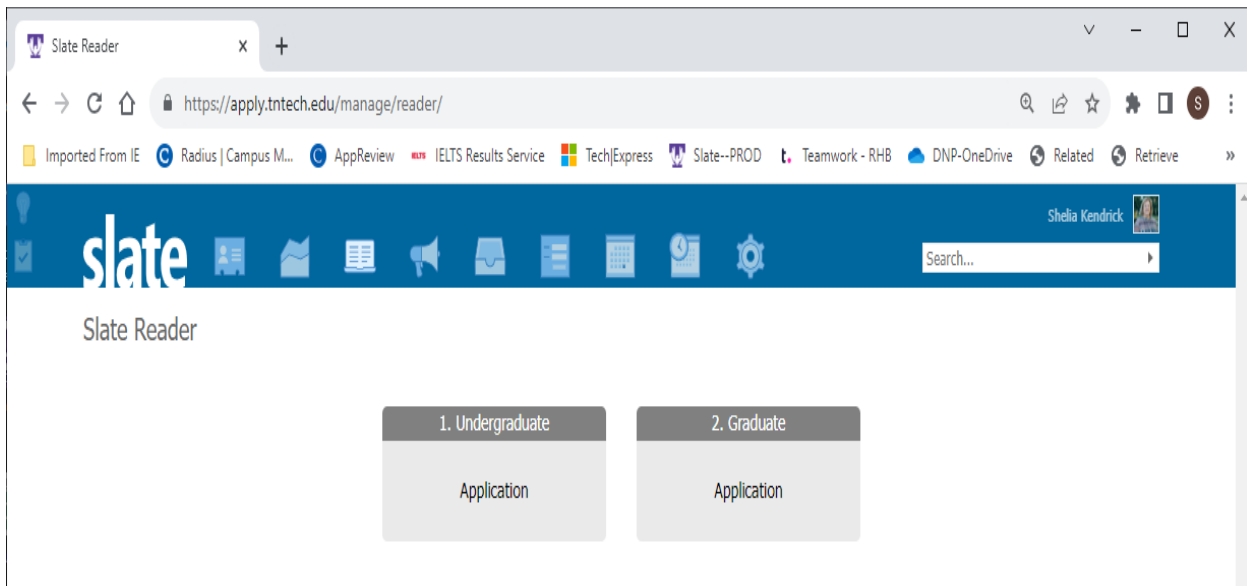 Slate Reader
https://apply.tntech.edu/manage/reader/
S
Imported From IE Radius | Campus M... AppReview IELTS IELTS Results Service Tech|Express Slate--PROD t. Teamwork - RHB DNP-OneDrive Related Retrieve »
Shelia Kendrick
slate
Search...
Slate Reader
1. Undergraduate 2. Graduate
Application Application